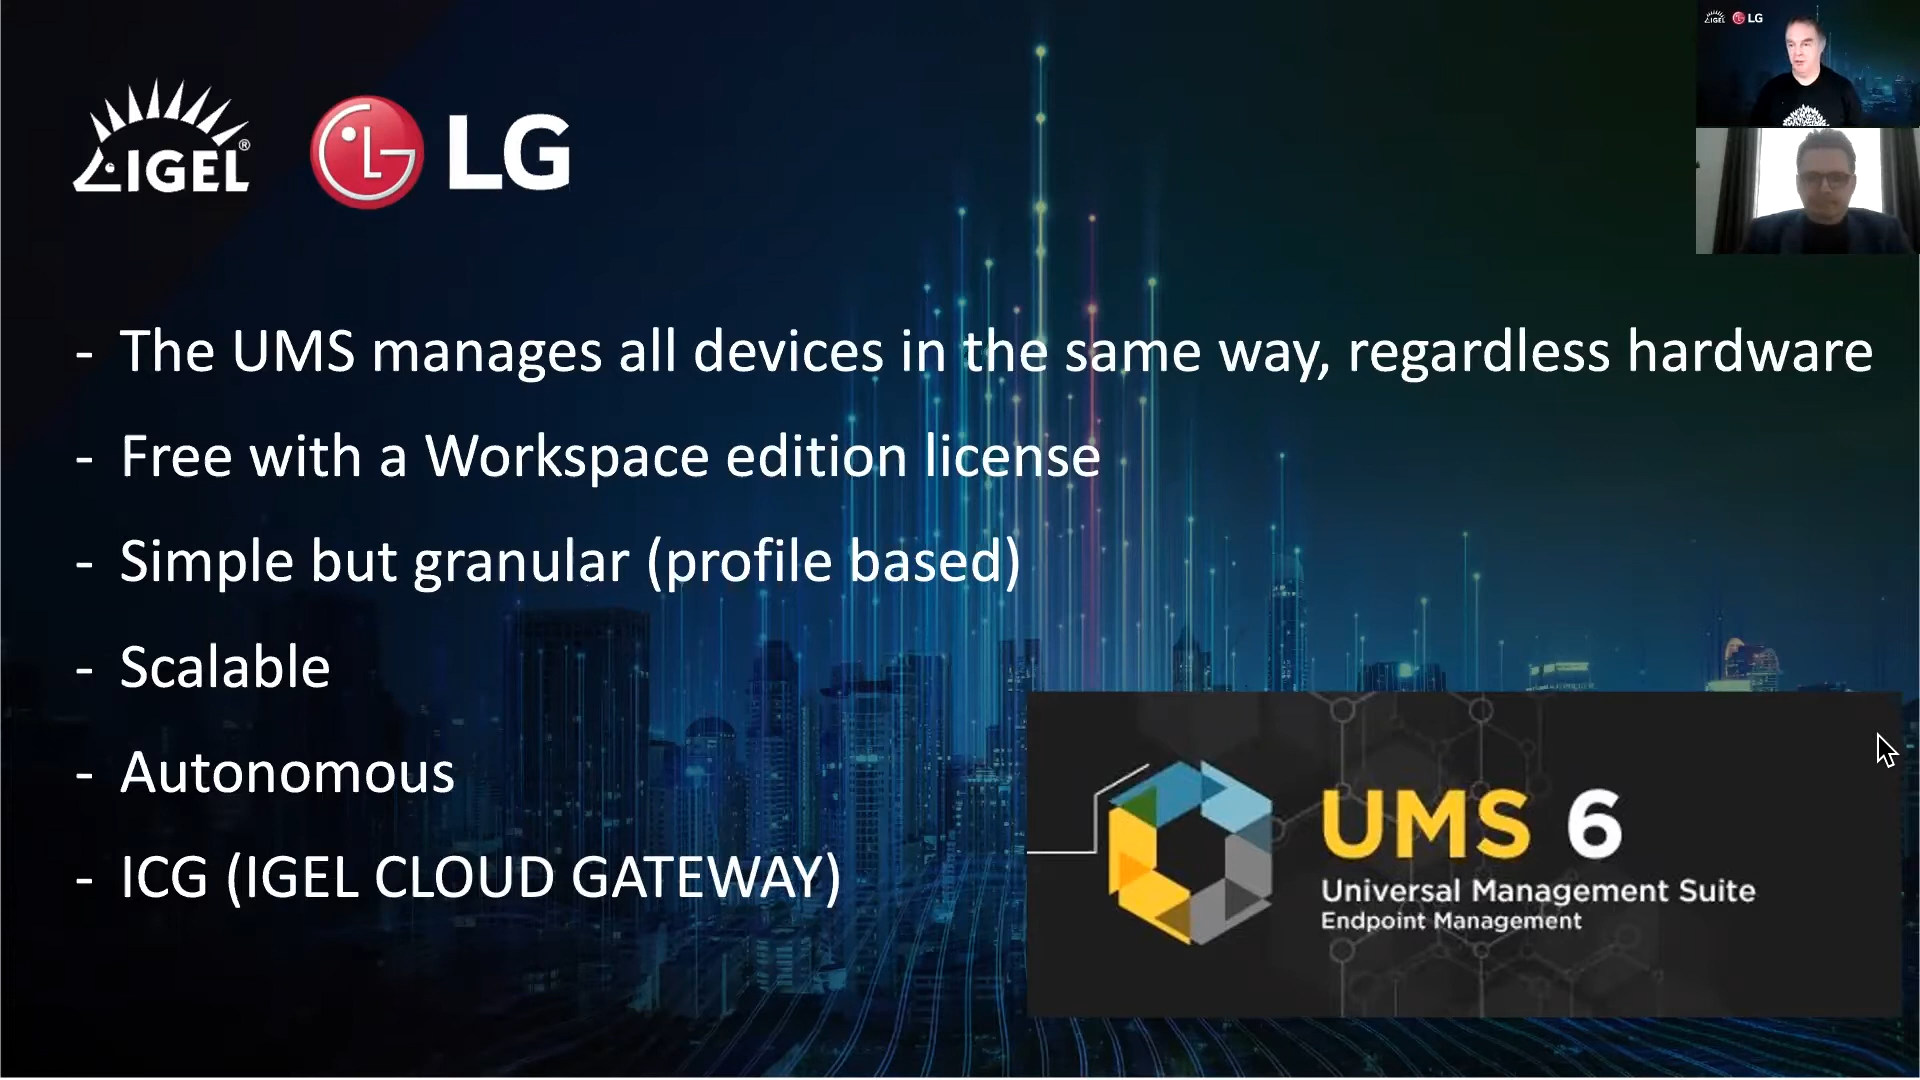 IGEL®
LG
IGEL LG
- The UMS manages all devices in the same way, regardless hardware
- Free with a Workspace edition license
- Simple but granular (profile based)
- Scalable
- Autonomous
- ICG (IGEL CLOUD GATEWAY)
UMS 6
Universal Management Suite
Endpoint Management